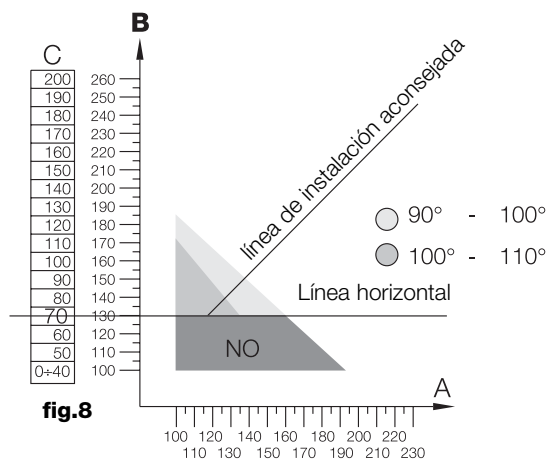 B
C
200 260
190 250
180 240
170 230
160 220
150 210
140 200
130 190
120 180
110 170
100 160
90 150
80 140
70 130
60 120
50 110
0÷40 100
línea de instalación aconsejada
90° - 100°
100° - 110°
Línea horizontal
NO
A
fig.8
100 120 140 160 180 200 220
110 130 150 170 190 210 230